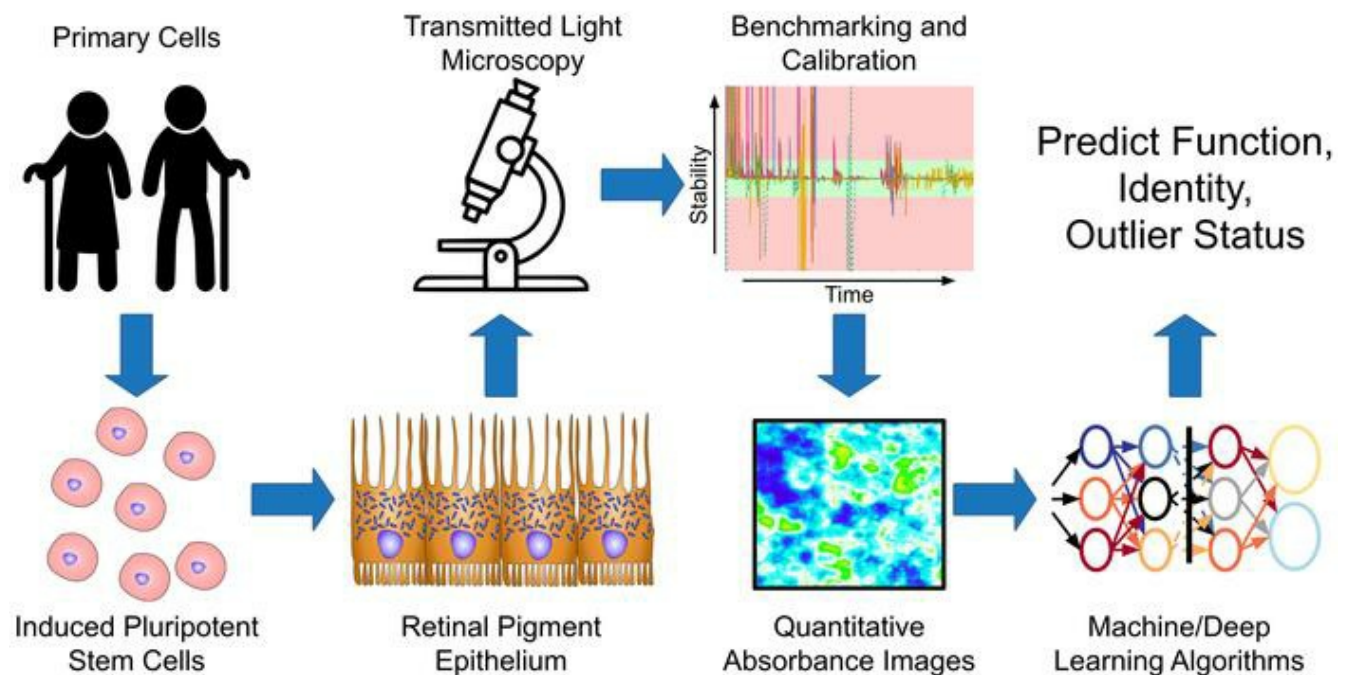 Primary Cells
Transmitted Light
Microscopy
Benchmarking and
Calibration
Stability
Time
Predict Function,
Identity,
Outlier Status
Induced Pluripotent
Stem Cells
Retinal Pigment
Epithelium
Quantitative
Absorbance Images
Machine/Deep
Learning Algorithms